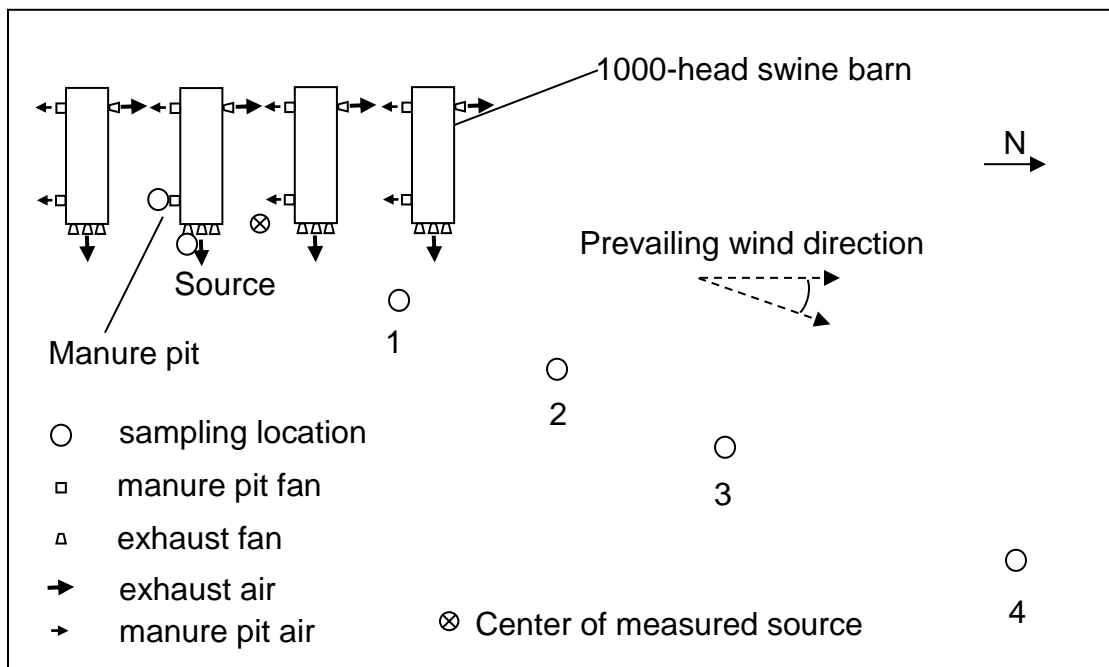 1000-head swine barn
N
Prevailing wind direction
Source
1
Manure pit
2
sampling location
manure pit fan
3
exhaust fan
exhaust air
manure pit air
Center of measured source
4